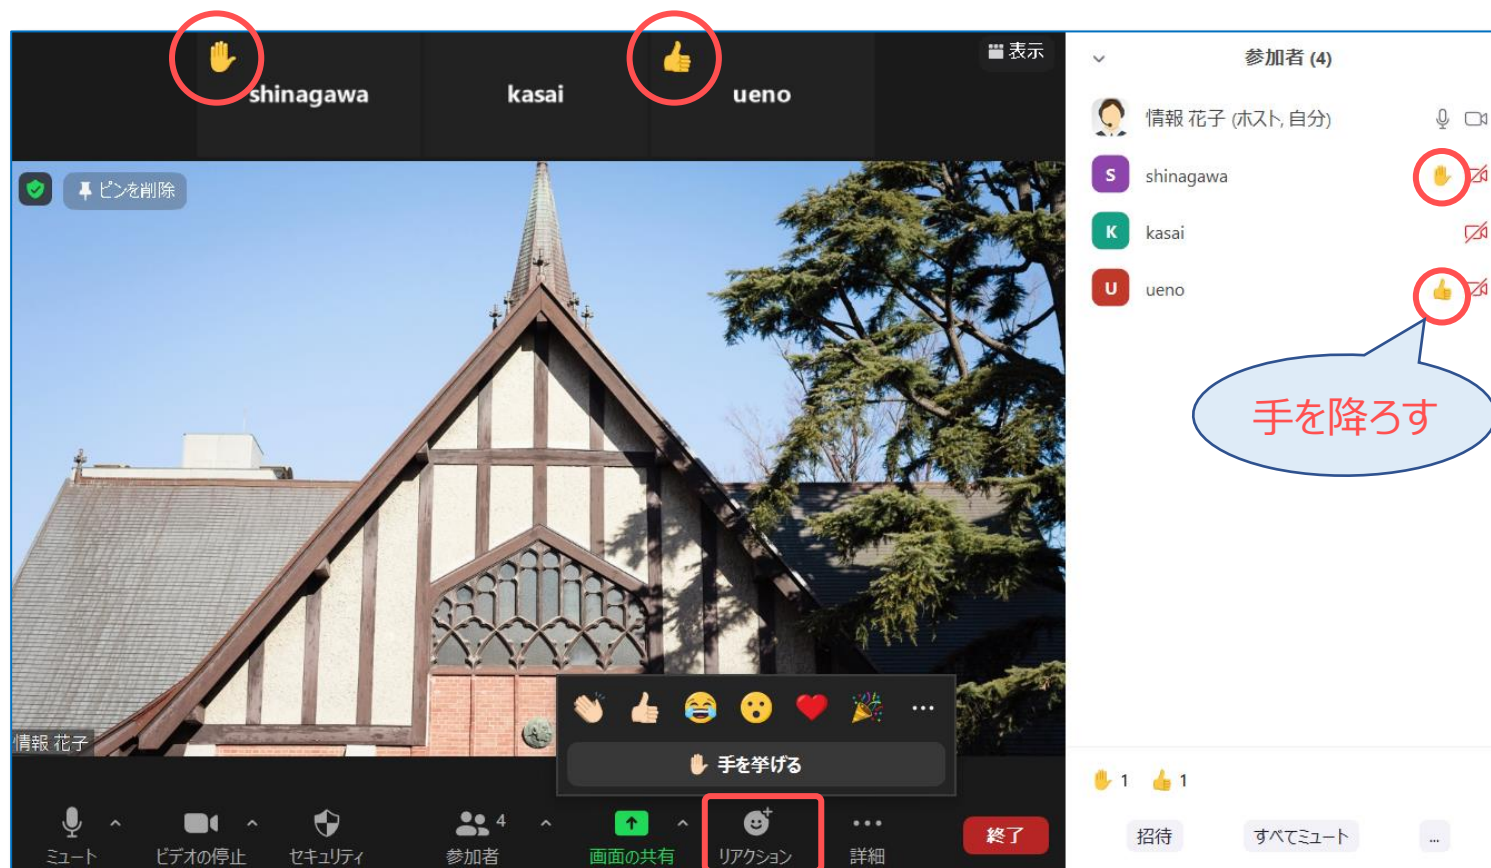 shinagawa
kasai
ueno
表示
ピンを削除
情報 花子
手を挙げる
ミュート
ビデオの停止
セキュリティ
4
参加者
画面の共有
リアクション
詳細
終了
参加者 (4)
情報 花子 (ホスト, 自分)
S shinagawa
K kasai
U ueno
手を降ろす
1 1
招待 すべてミュート ...